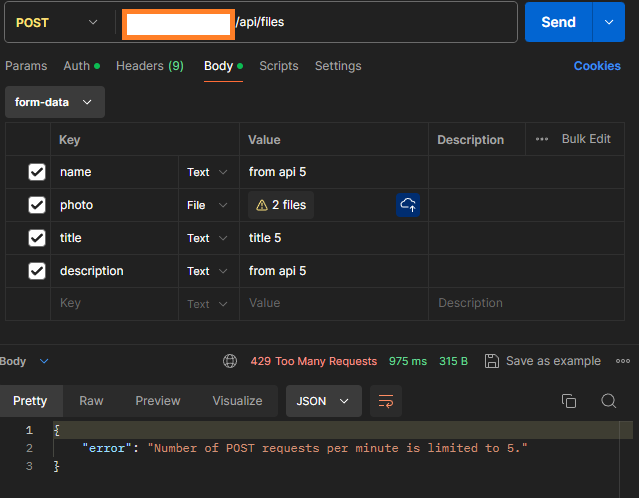 POST /api/files Send
Params Auth Headers (9) Body Scripts Settings Cookies
form-data
Key Value Description ••• Bulk Edit
name Text from api 5
photo File 2 files
title Text title 5
description Text from api 5
Key Text Value Description
Body 429 Too Many Requests 975 ms 315 B Save as example
Pretty Raw Preview Visualize JSON
1 {
2 "error": "Number of POST requests per minute is limited to 5."
3 }